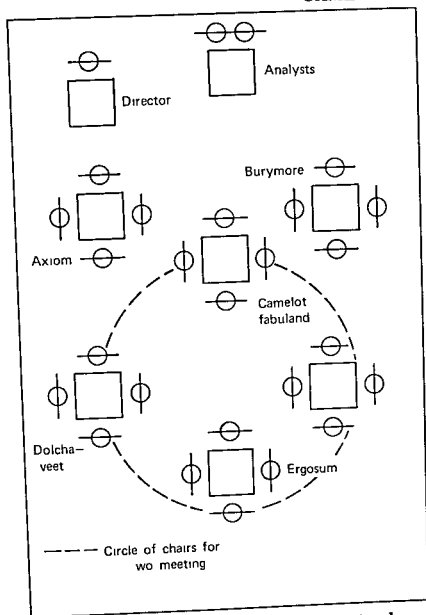 Director
Analysts
Burymore
Axiom
Camelot
fabuland
Dolcha-
veet
Ergosum
Circle of chairs for
wo meeting